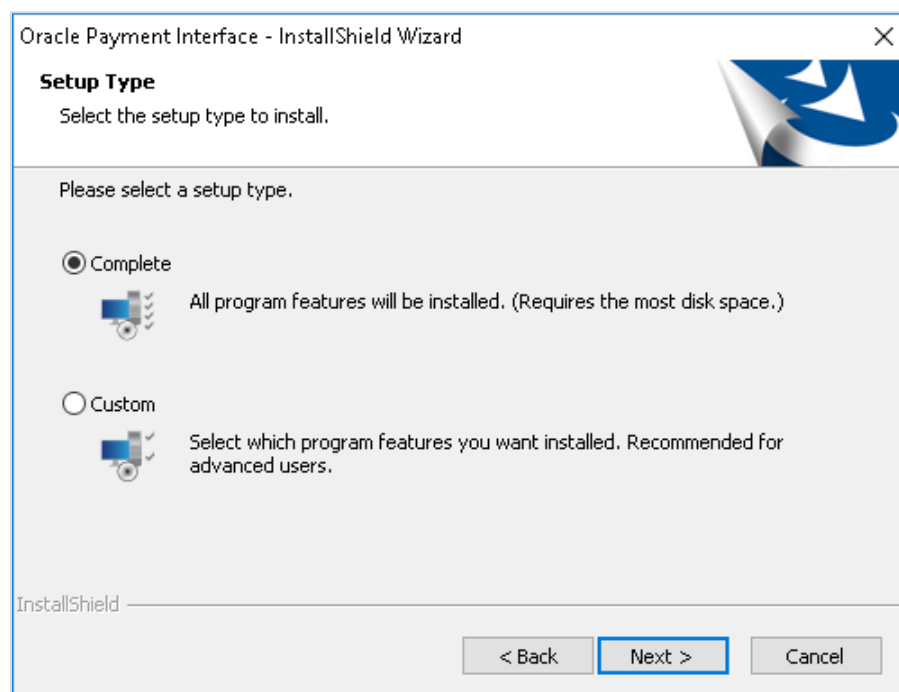 Oracle Payment Interface - InstallShield Wizard
Setup Type
Select the setup type to install.
Please select a setup type.
Complete
All program features will be installed. (Requires the most disk space.)
Custom
Select which program features you want installed. Recommended for
advanced users.
InstallShield
< Back
Next >
Cancel